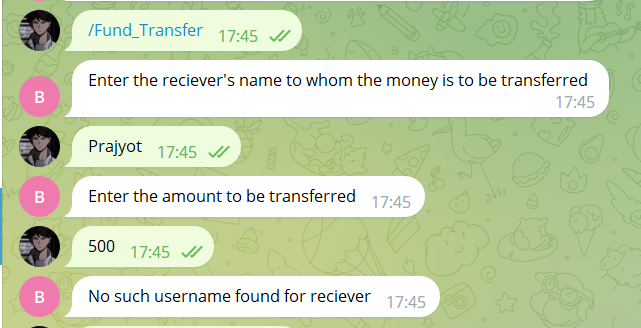 /Fund_Transfer 17:45
B
Enter the reciever's name to whom the money is to be transferred
17:45
Prajyot 17:45
B
Enter the amount to be transferred 17:45
500 17:45
B
No such username found for reciever 17:45